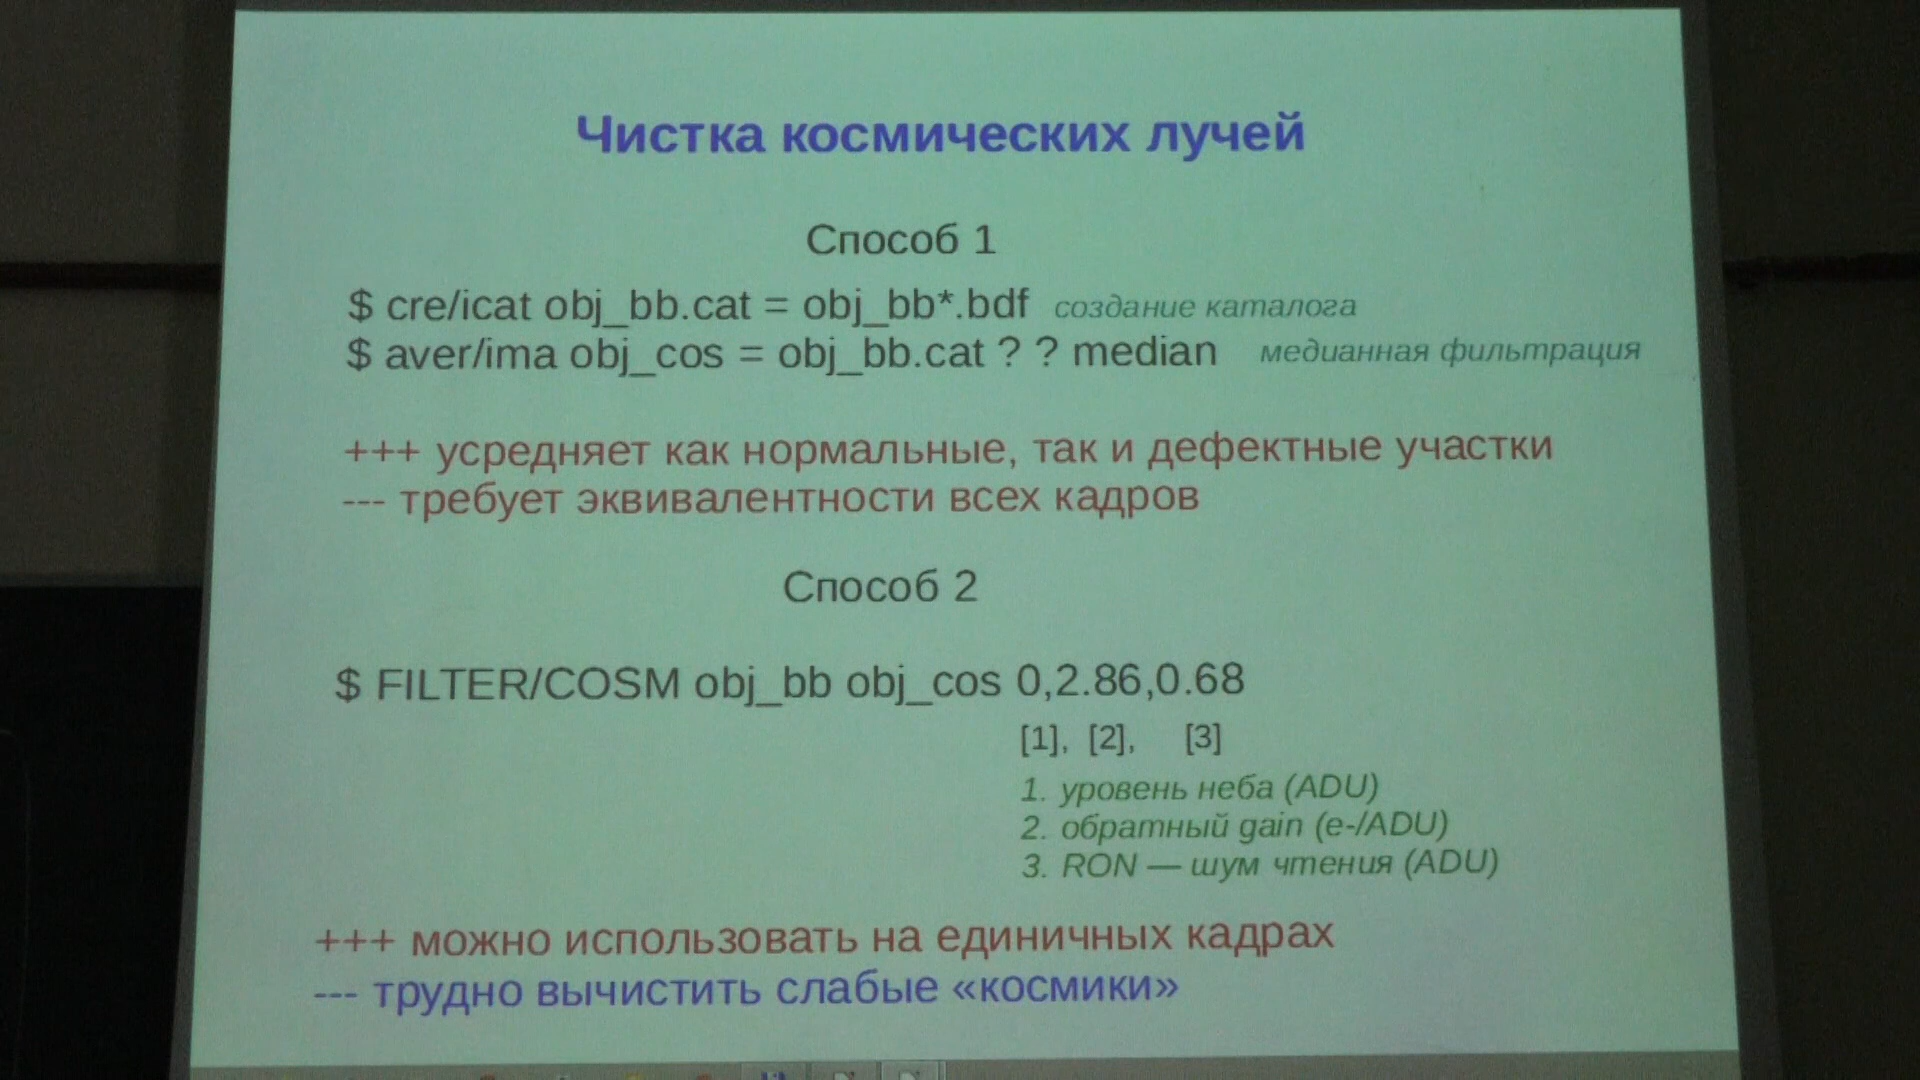 Чистка космических лучей
Способ 1
$ cre/icat obj_bb.cat = obj_bb*.bdf создание каталога
$ aver/ima obj_cos = obj_bb.cat ? ? median медианная фильтрация
+++ усредняет как нормальные, так и дефектные участки
--- требует эквивалентности всех кадров
Способ 2
$ FILTER/COSM obj_bb obj_cos 0,2.86,0.68
[1], [2], [3]
1. уровень неба (ADU)
2. обратный gain (e-/ADU)
3. RON — шум чтения (ADU)
+++ можно использовать на единичных кадрах
--- трудно вычистить слабые «космики»